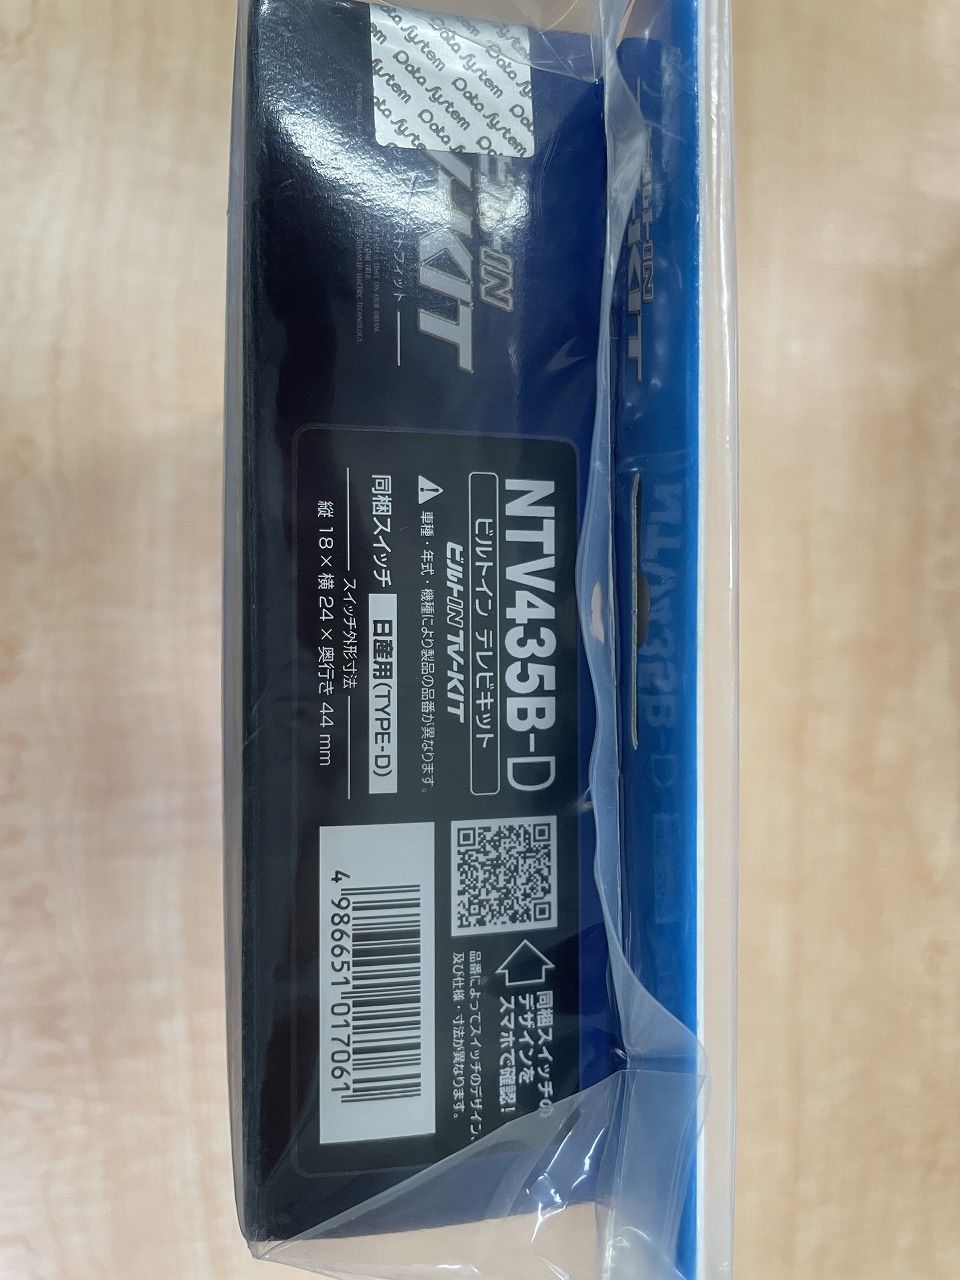 Data System
ビルト-IN
TV-KIT
NTV435B-D
ビルトイン テレビキット
ビルトIN TV-KIT
車種・年式・機種により製品の品番が異なります。
同梱スイッチ 日産用(TYPE-D)
スイッチ外形寸法
縦 18 × 横 24 × 奥行き 44 mm
同梱スイッチの
デザインを
スマホで確認!
品番によってスイッチのデザイン、
及び仕様・寸法が異なります。
4 986651 017061